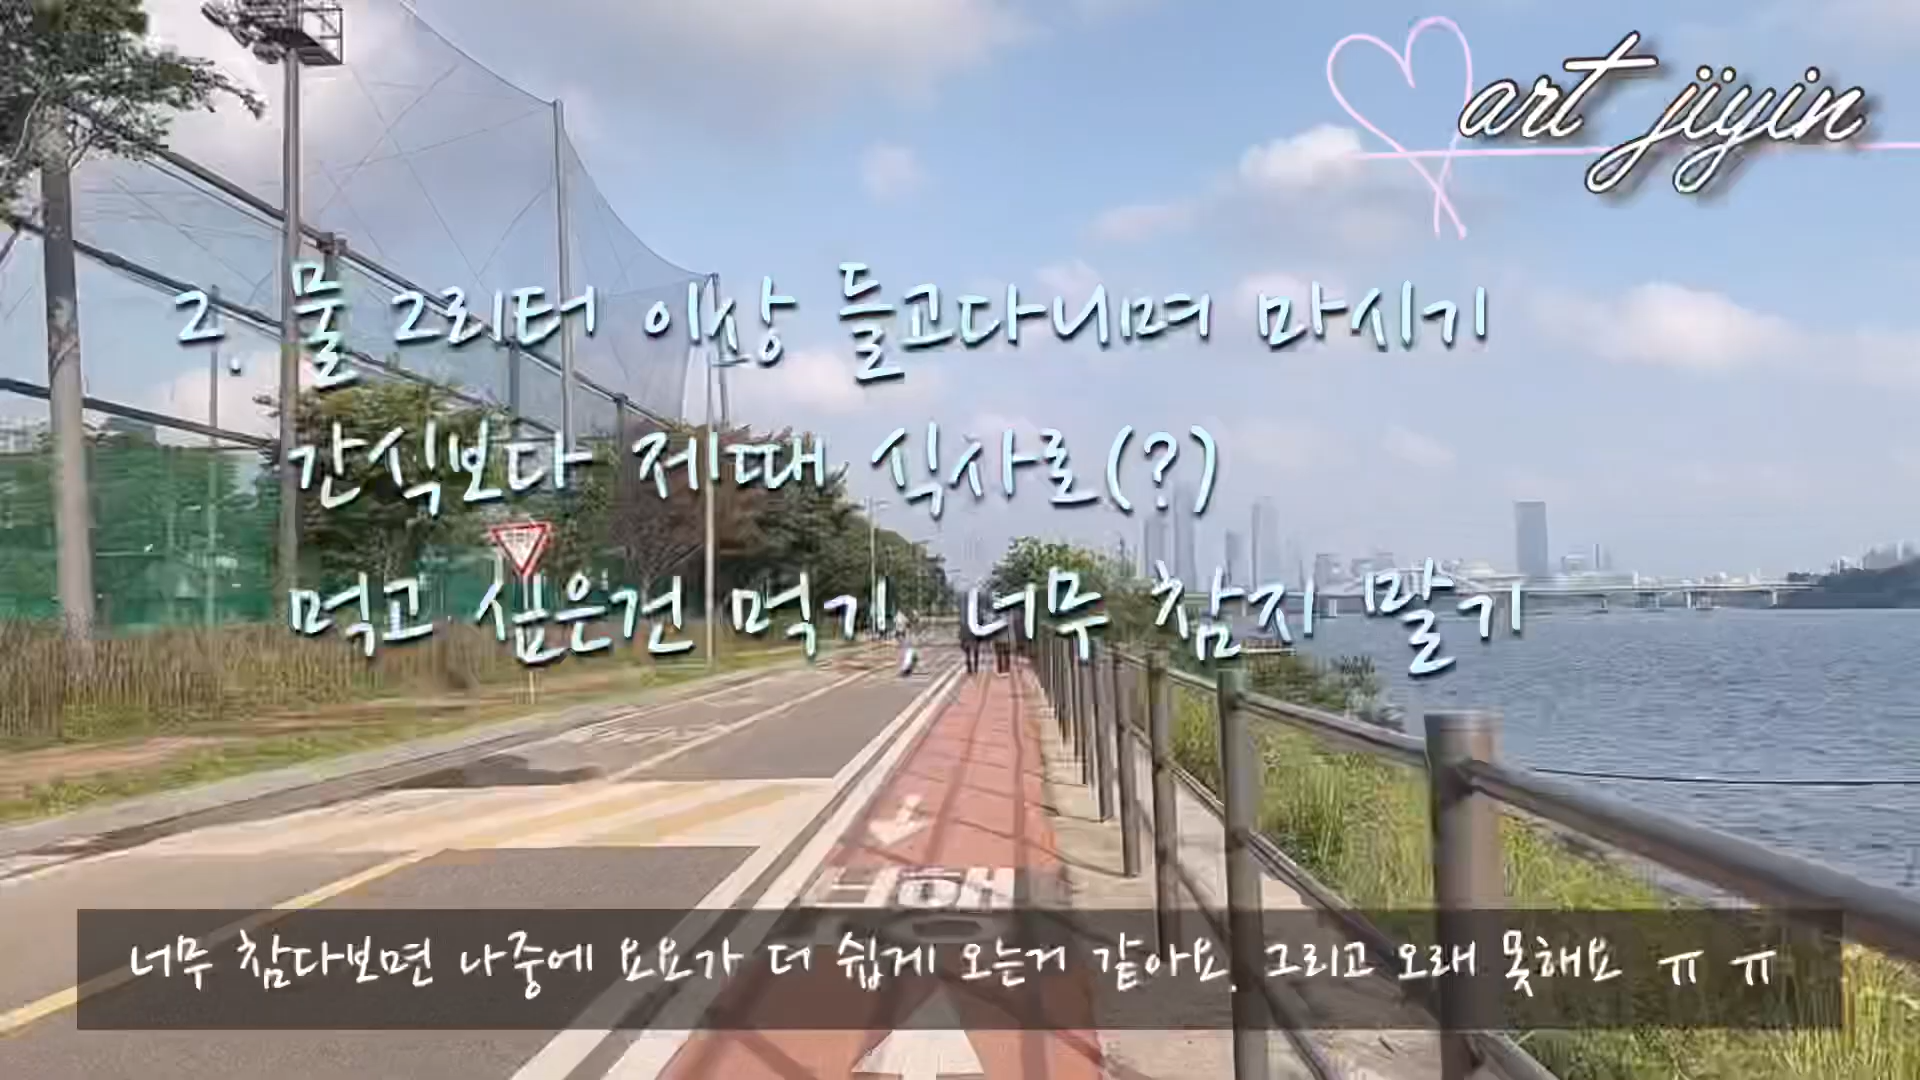 art jiyin
2. 물 2리터 이상 들고다니며 마시기
간식보다 제때 식사로(?)
먹고 싶은건 먹기, 너무 참지 말기
너무 참다보면 나중에 요요가 더 쉽게 오는거 같아요. 그리고 오래 못해요 ㅠㅠ